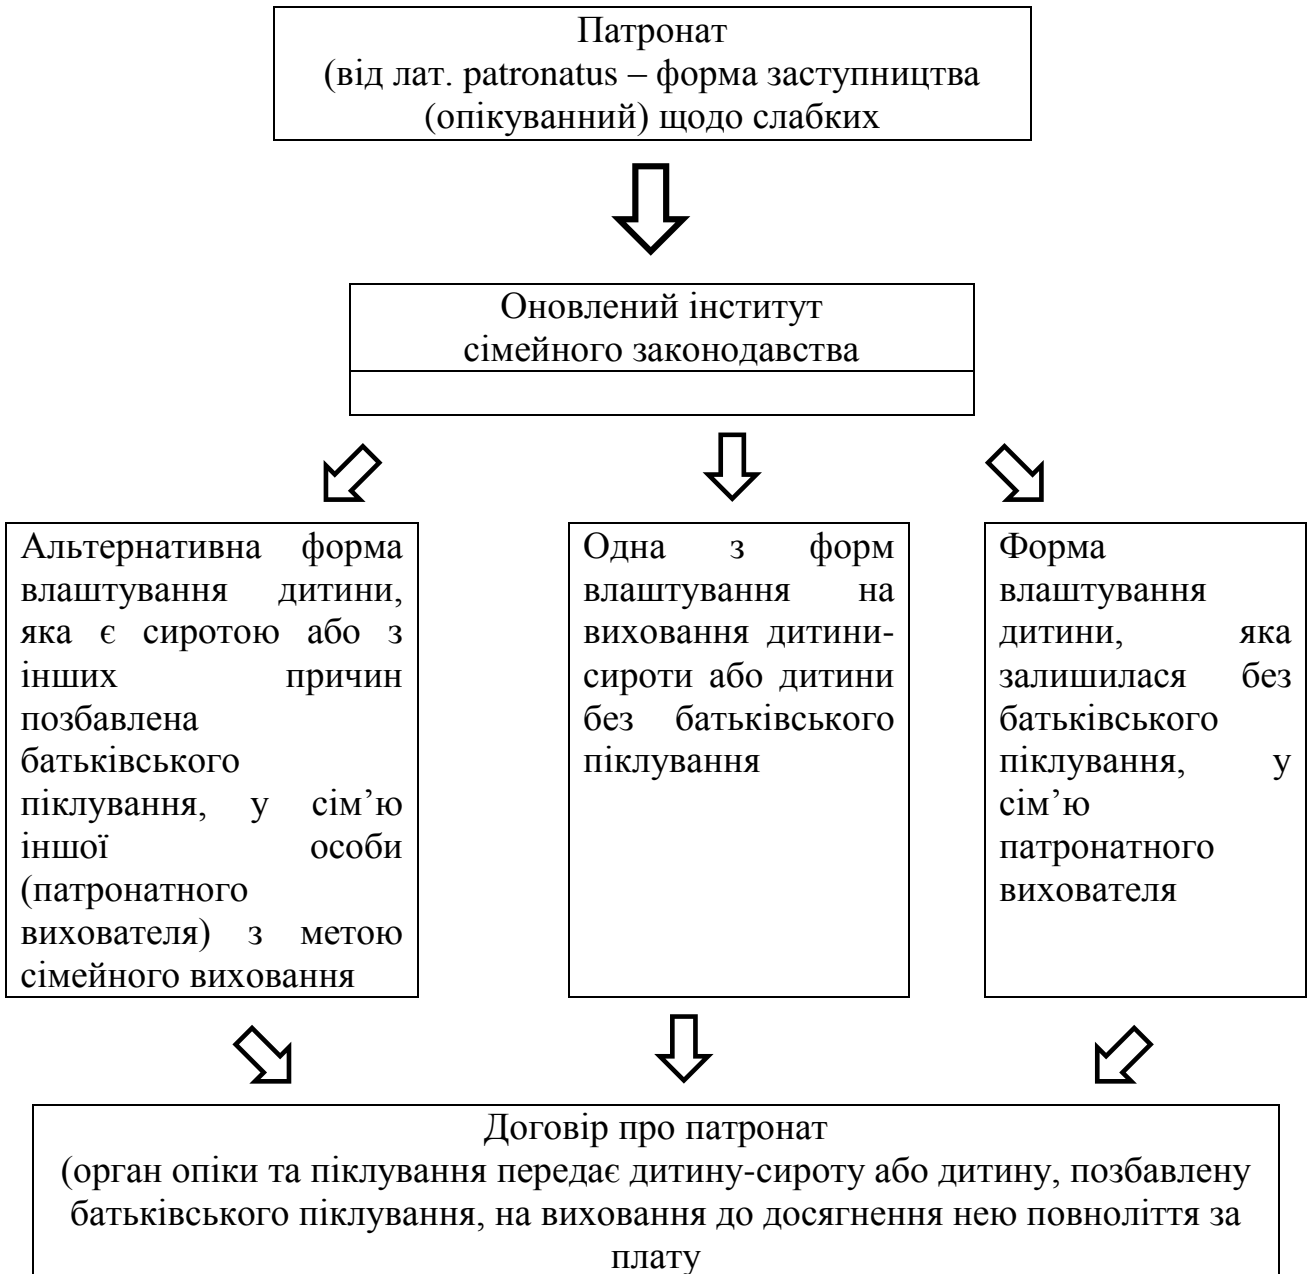 Патронат
(від лат. patronatus – форма заступництва
(опікуванний) щодо слабких
Оновлений інститут
сімейного законодавства
Альтернативна форма
влаштування дитини,
яка є сиротою або з
інших причин
позбавлена
батьківського
піклування, у сім’ю
іншої особи
(патронатного
вихователя) з метою
сімейного виховання
Одна з форм
влаштування на
виховання дитини-
сироти або дитини
без батьківського
піклування
Форма
влаштування
дитини, яка
залишилася без
батьківського
піклування, у
сім’ю
патронатного
вихователя
Договір про патронат
(орган опіки та піклування передає дитину-сироту або дитину, позбавлену
батьківського піклування, на виховання до досягнення нею повноліття за
плату